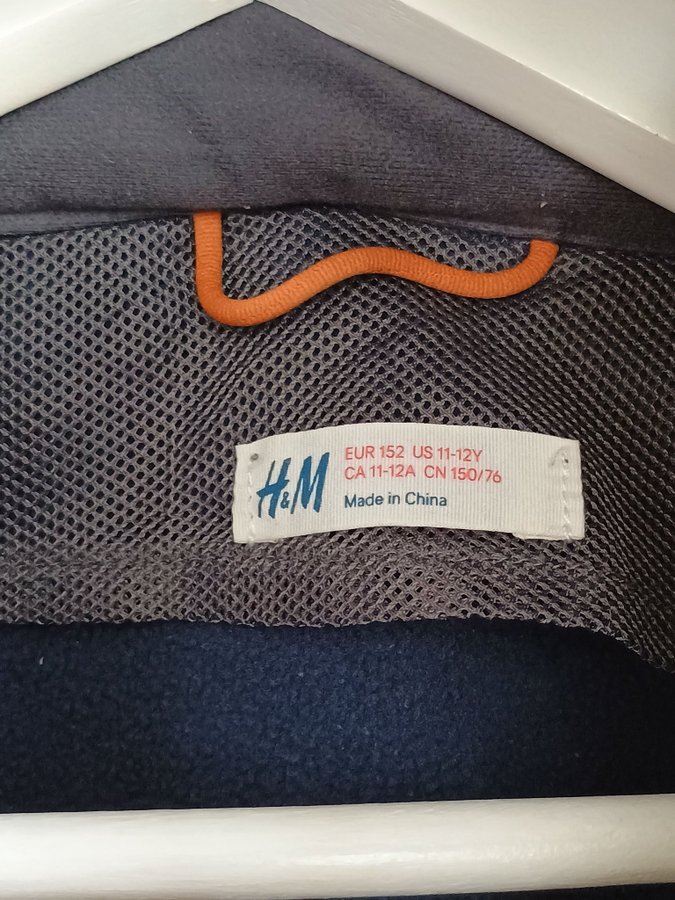 H&M
EUR 152 US 11-12Y
CA 11-12A CN 150/76
Made in China